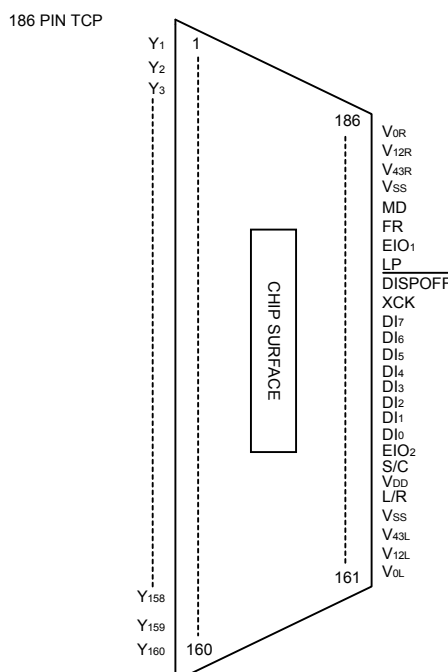 186 PIN TCP
Y1
1
Y2
Y3
186
V0R
V12R
V43R
VSS
MD
FR
EIO1
LP
DISPOFF
XCK
DI7
DI6
DI5
DI4
DI3
DI2
DI1
DI0
EIO2
S/C
VDD
L/R
VSS
V43L
V12L
V0L
CHIP SURFACE
161
Y158
Y159
Y160
160